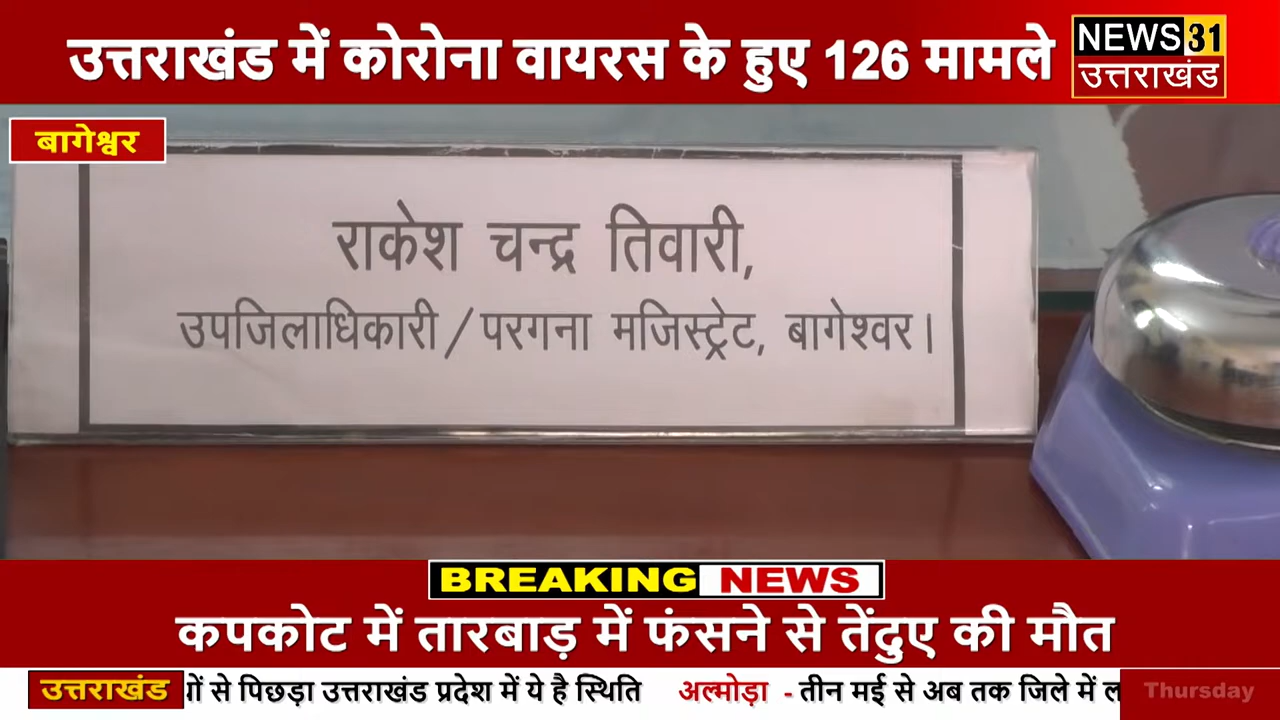 उत्तराखंड में कोरोना वायरस के हुए 126 मामले
NEWS 31
उत्तराखंड
बागेश्वर
राकेश चन्द्र तिवारी,
उपजिलाधिकारी/परगना मजिस्ट्रेट, बागेश्वर।
BREAKING NEWS
कपकोट में तारबाड़ में फंसने से तेंदुए की मौत
उत्तराखंड से पिछड़ा उत्तराखंड प्रदेश में ये है स्थिति अल्मोड़ा - तीन मई से अब तक जिले में Thursday